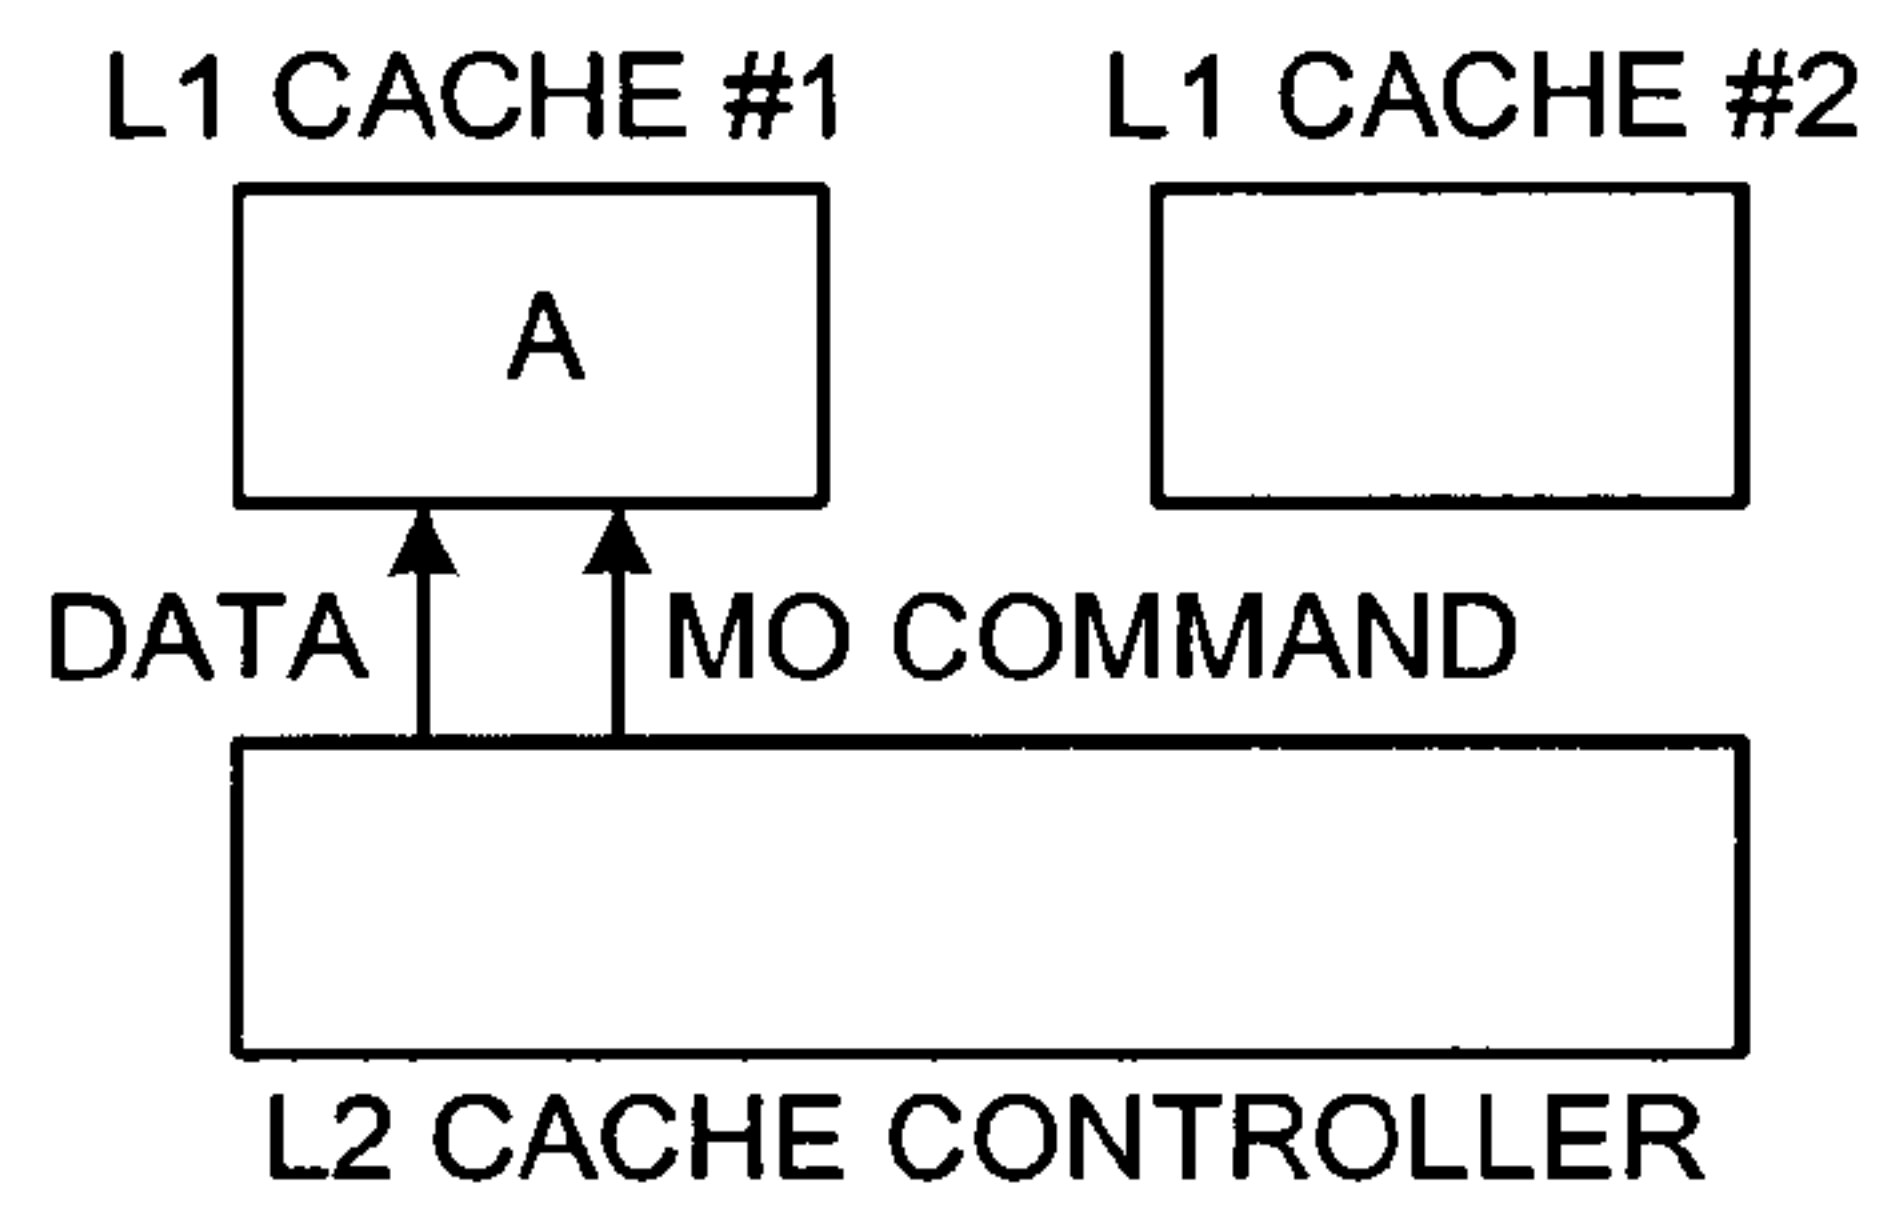 L1 CACHE #1
L1 CACHE #2
A
DATA
MO COMMAND
L2 CACHE CONTROLLER